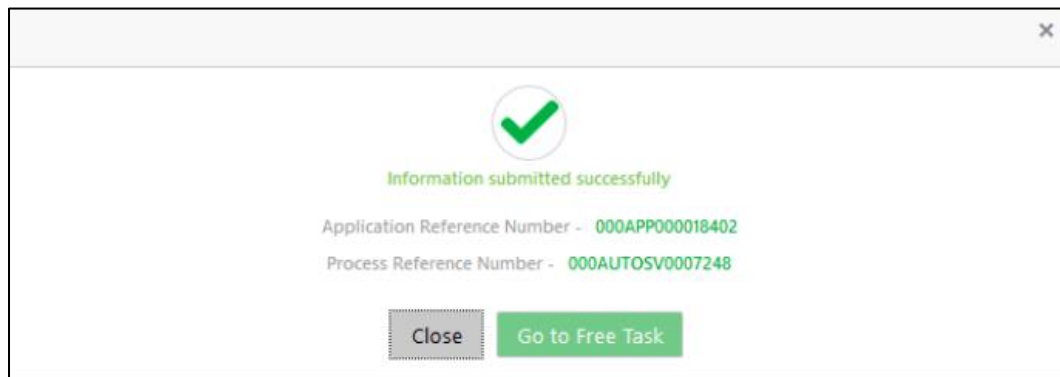 Information submitted successfully
Application Reference Number - 000APP000018402
Process Reference Number - 000AUTOSV0007248
Close Go to Free Task